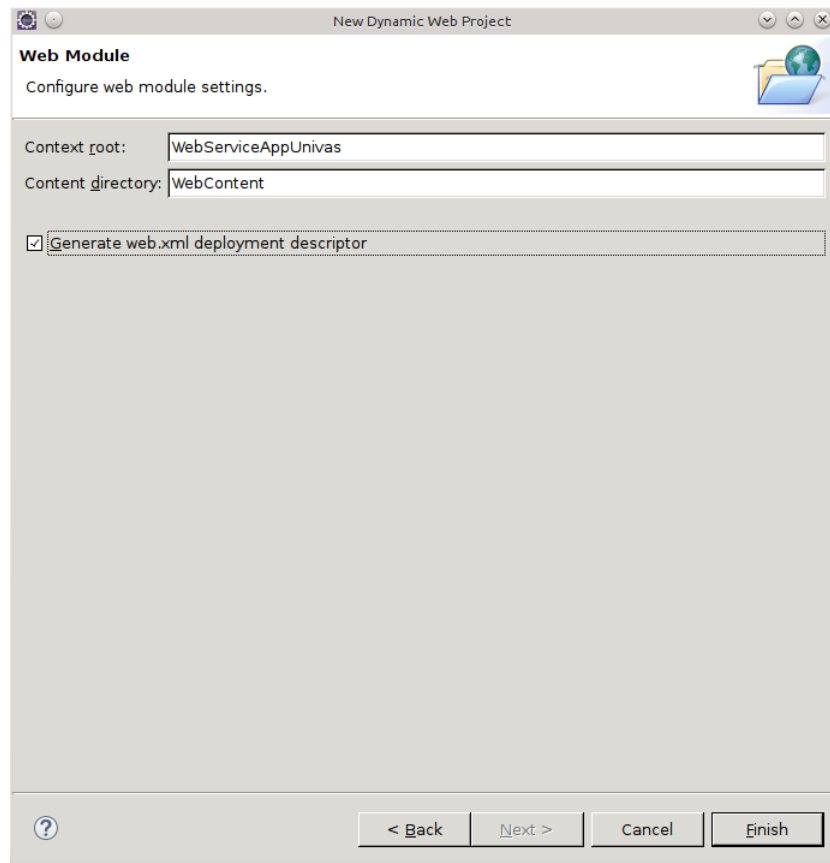 New Dynamic Web Project
Web Module
Configure web module settings.
Context root: WebServiceAppUnivas
Content directory: WebContent
Generate web.xml deployment descriptor
? < Back Next > Cancel Finish